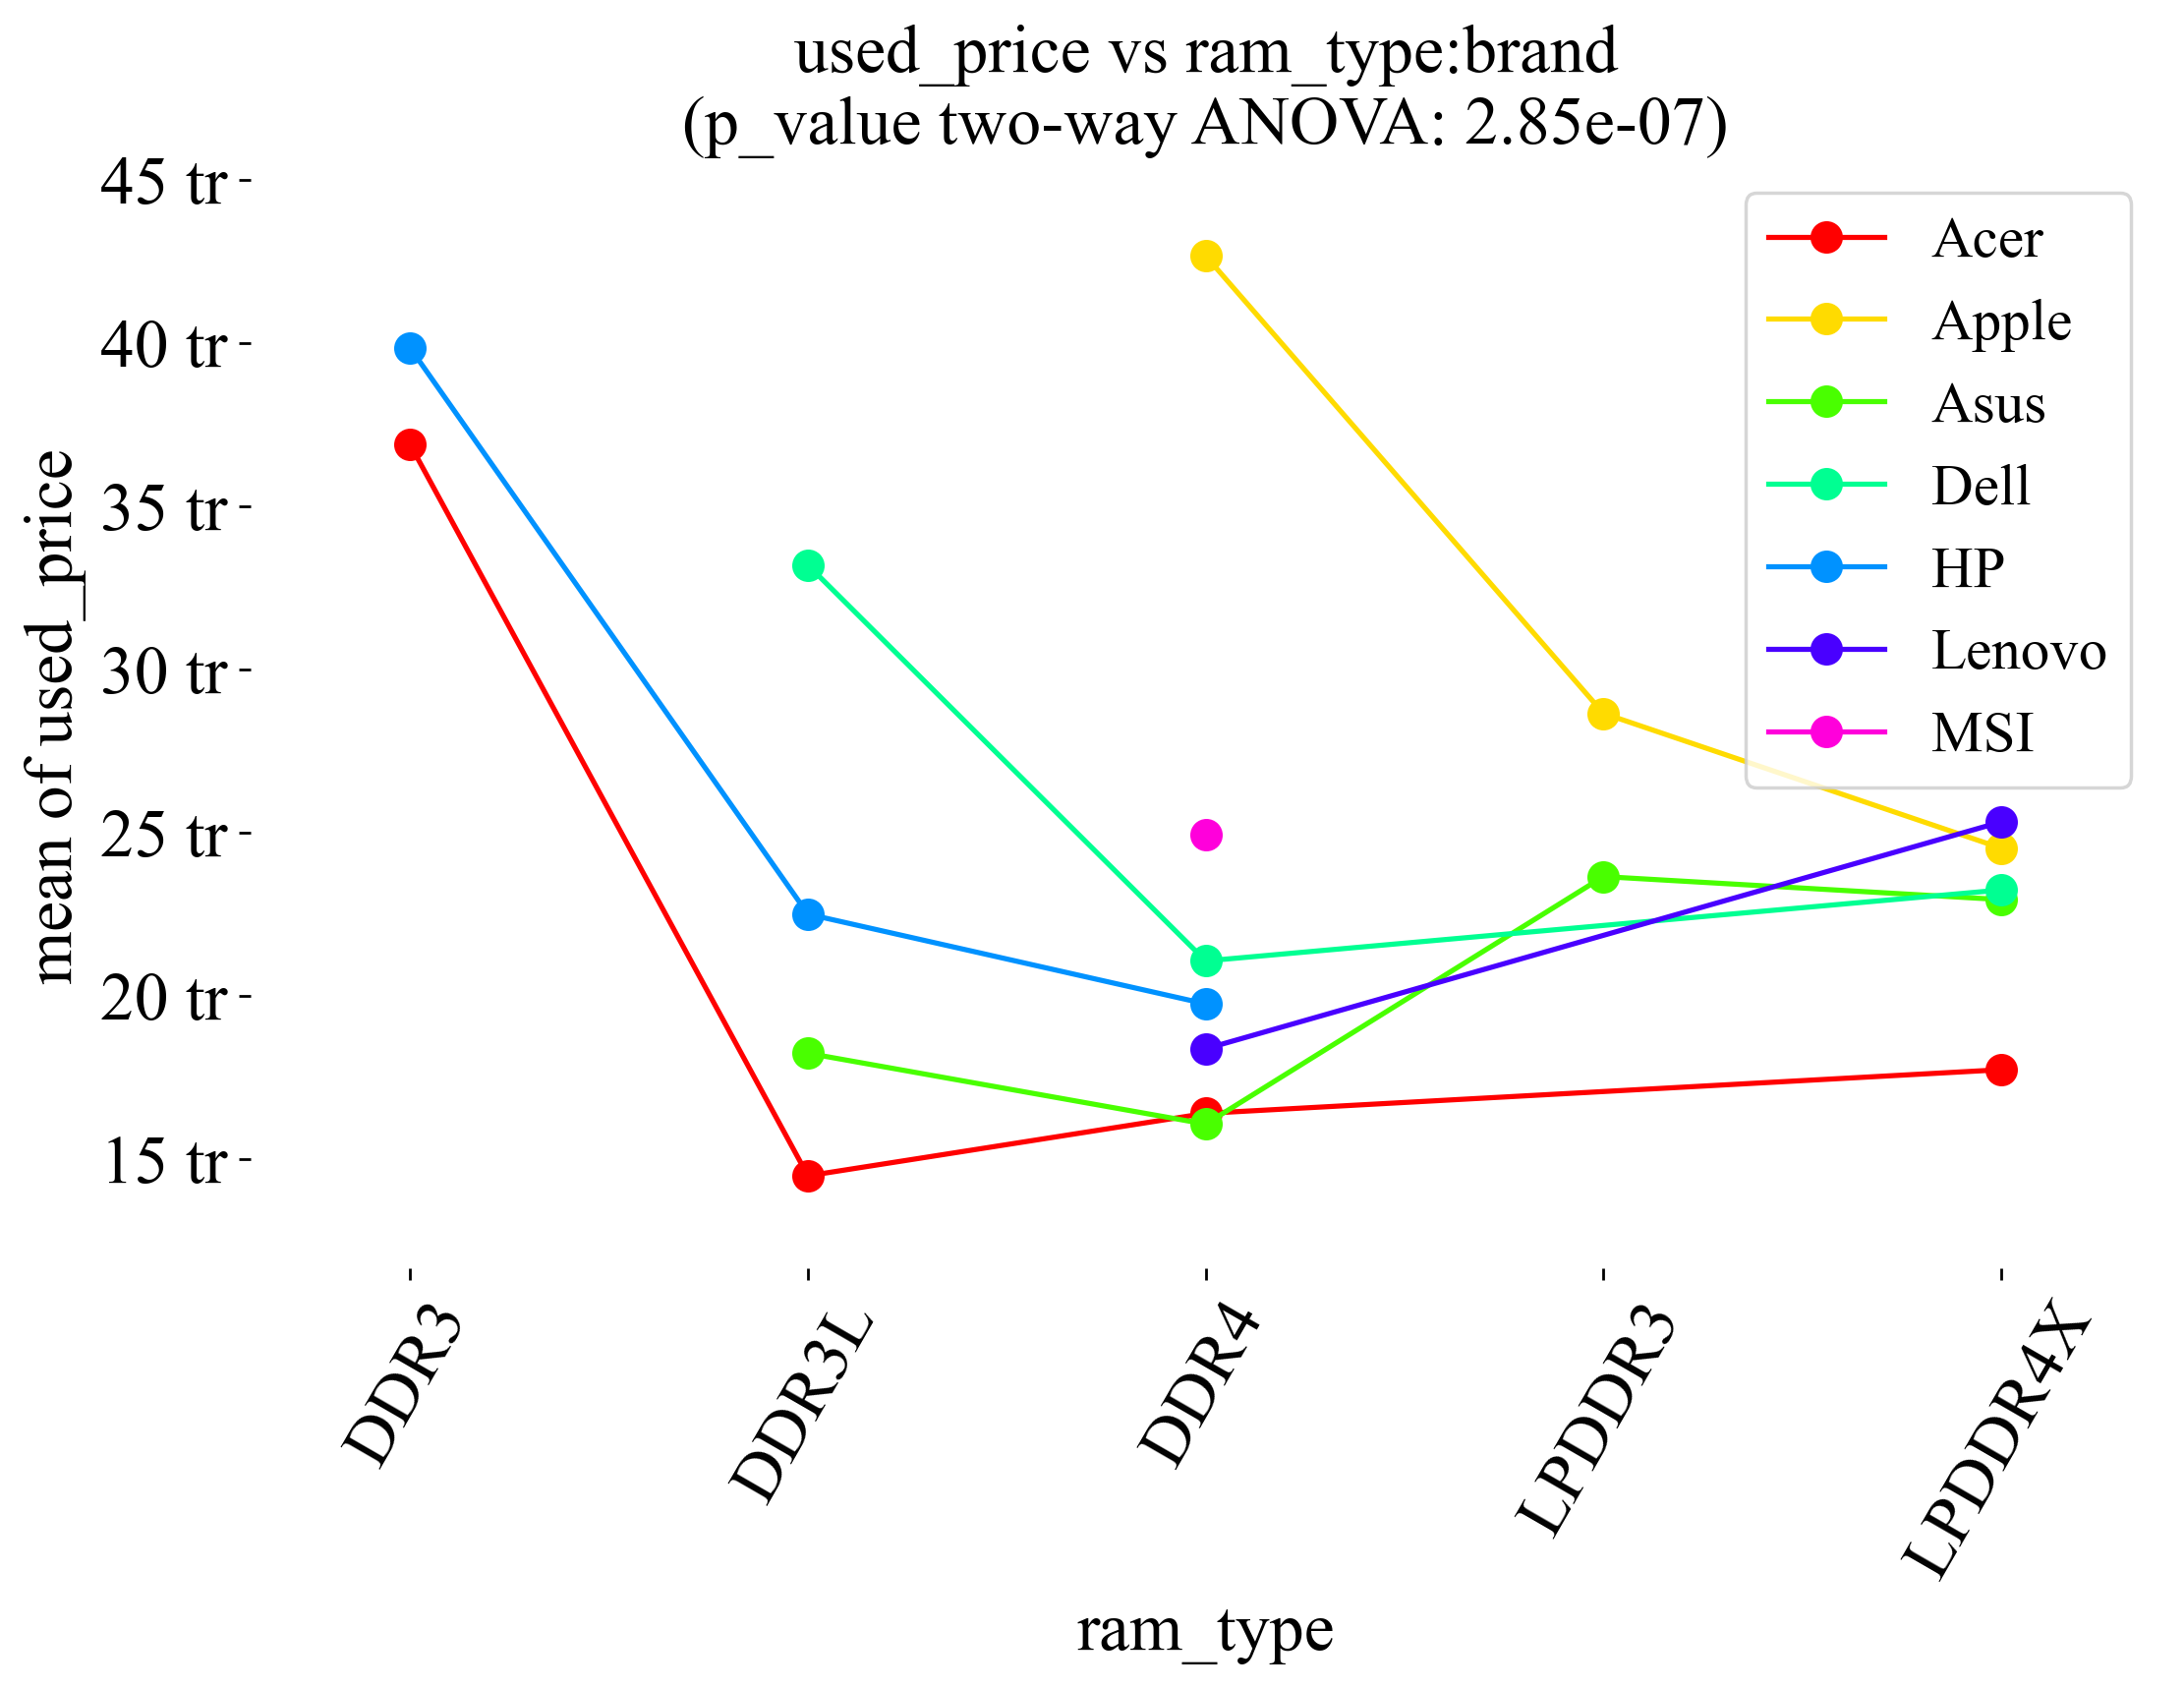 used_price vs ram_type:brand
(p_value two-way ANOVA: 2.85e-07)
45 tr
40 tr
35 tr
30 tr
25 tr
20 tr
15 tr
mean of used_price
Acer
Apple
Asus
Dell
HP
Lenovo
MSI
DDR3
DDR3L
DDR4
LPDDR3
LPDDR4X
ram_type